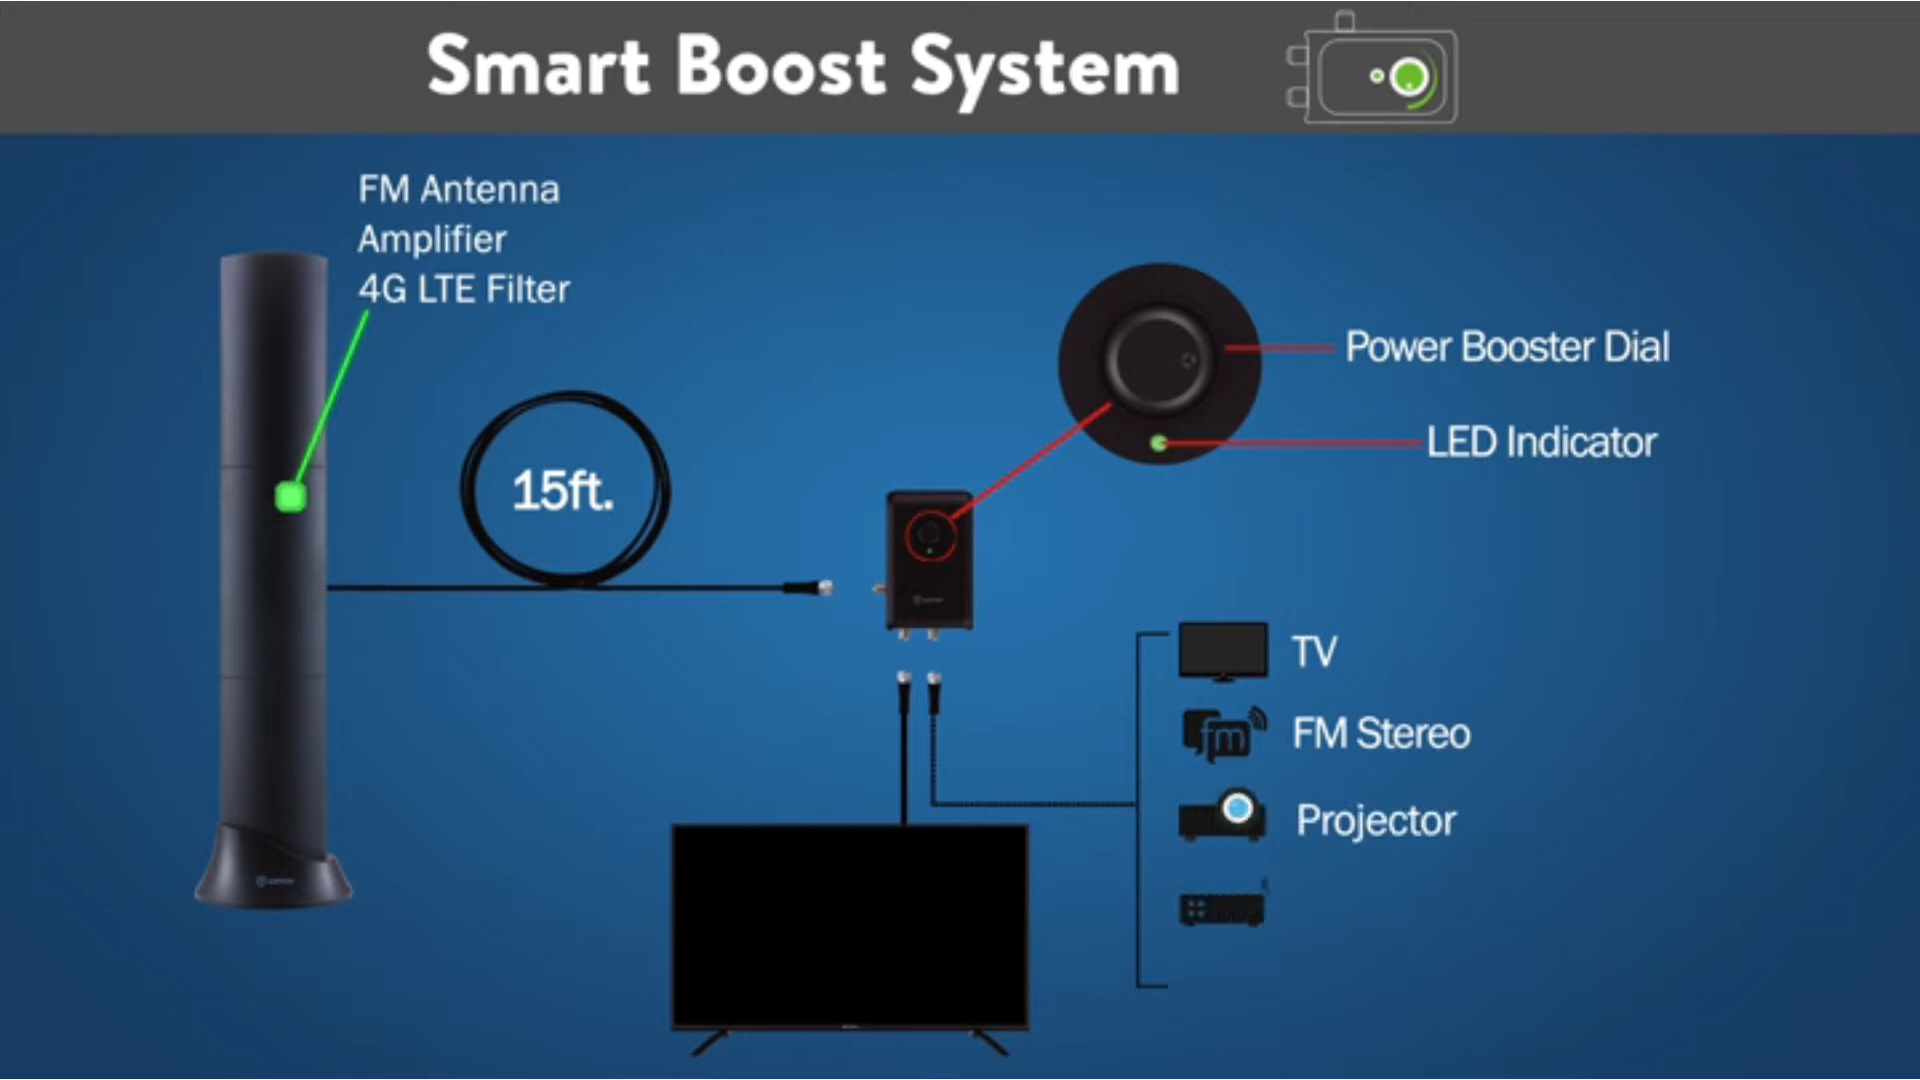 Smart Boost System
FM Antenna
Amplifier
4G LTE Filter
15ft.
Power Booster Dial
LED Indicator
TV
fm
FM Stereo
Projector